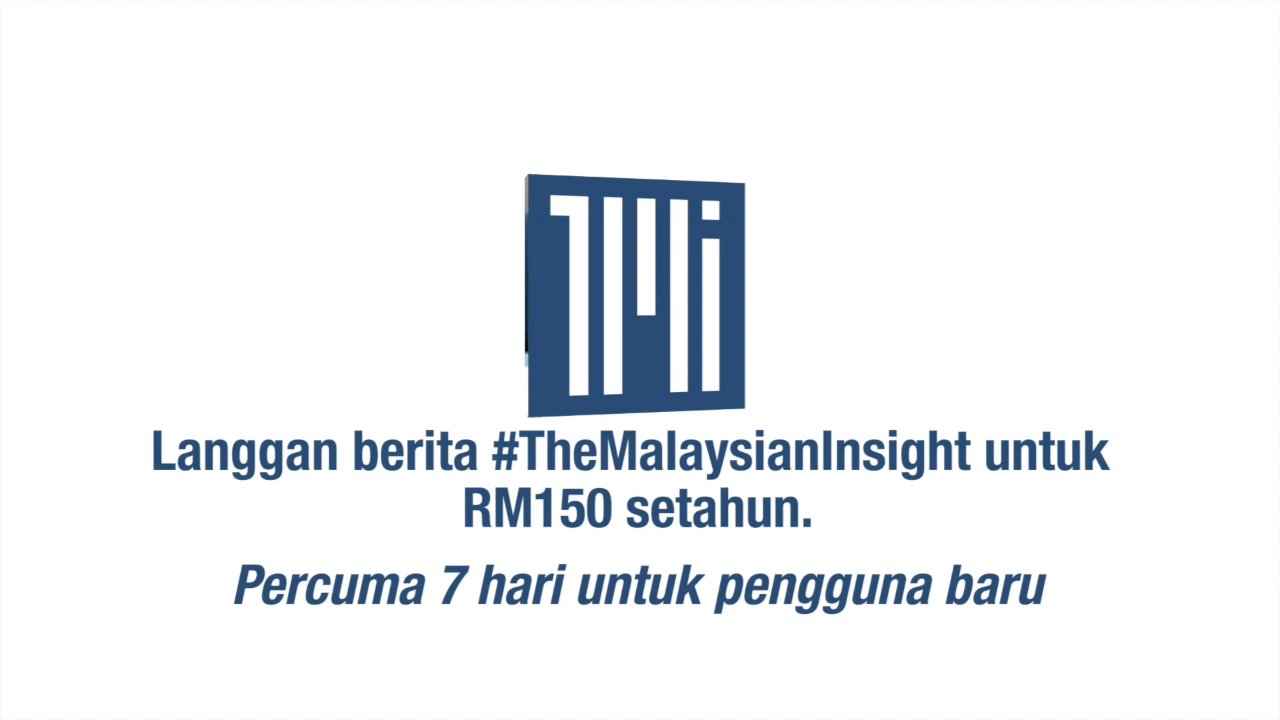 TMi
Langgan berita #TheMalaysianInsight untuk
RM150 setahun.
Percuma 7 hari untuk pengguna baru